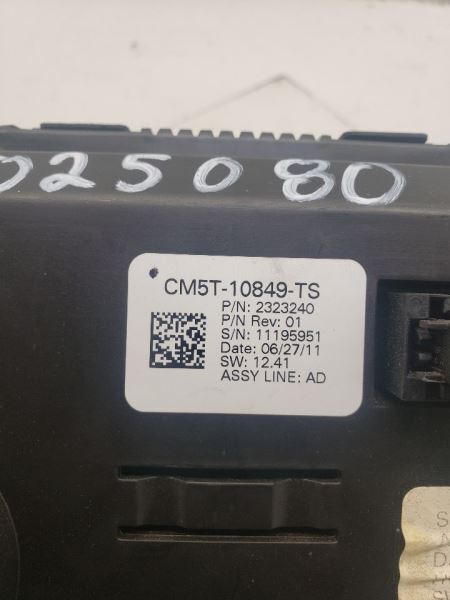 025080
CM5T-10849-TS
P/N: 2323240
P/N Rev: 01
S/N: 11195951
Date: 06/27/11
SW: 12.41
ASSY LINE: AD
S
D